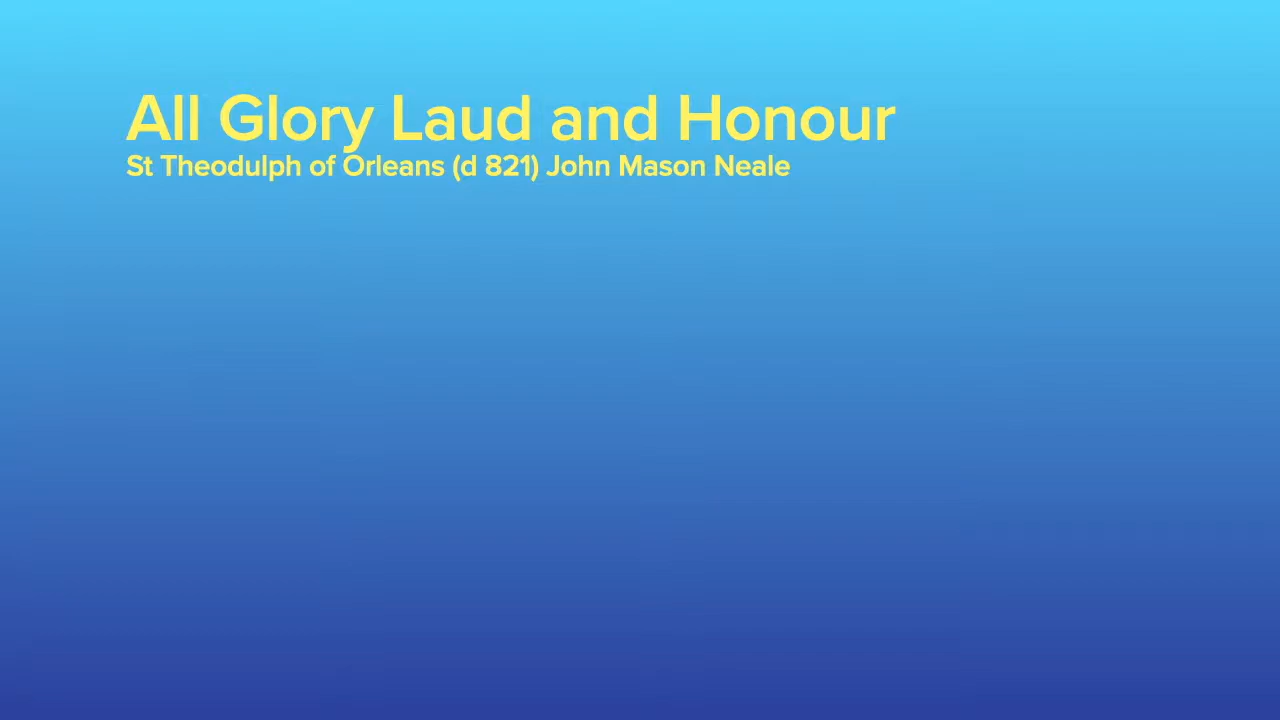 All Glory Laud and Honour
St Theodulph of Orleans (d 821) John Mason Neale